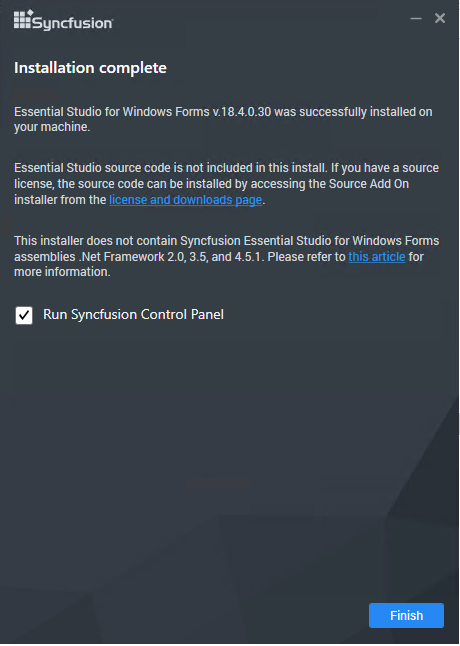 Syncfusion
Installation complete
Essential Studio for Windows Forms v.18.4.0.30 was successfully installed on
your machine.
Essential Studio source code is not included in this install. If you have a source
license, the source code can be installed by accessing the Source Add On
installer from the license and downloads page.
This installer does not contain Syncfusion Essential Studio for Windows Forms
assemblies .Net Framework 2.0, 3.5, and 4.5.1. Please refer to this article for
more information.
Run Syncfusion Control Panel
Finish